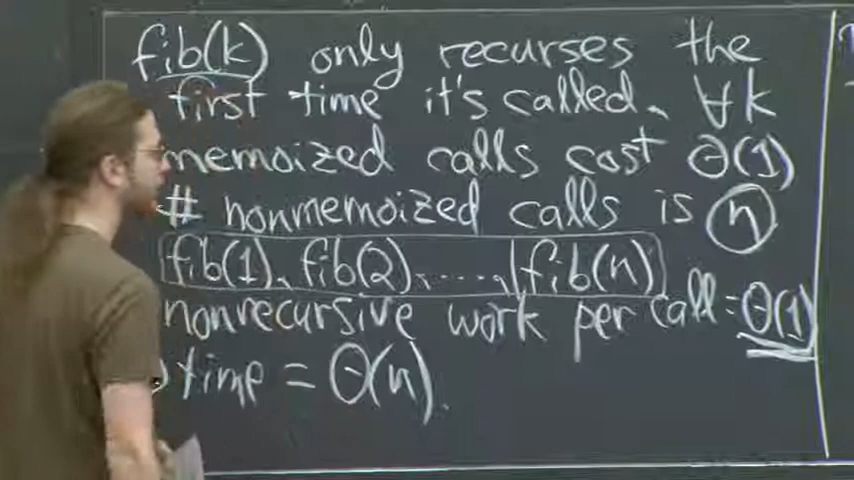 fib(k) only recurses the
first time it's called, ∀k
memoized calls cost Θ(1)
# nonmemoized calls is n
fib(1), fib(2), ...., fib(n)
nonrecursive work per call = Θ(1)
time = Θ(n).